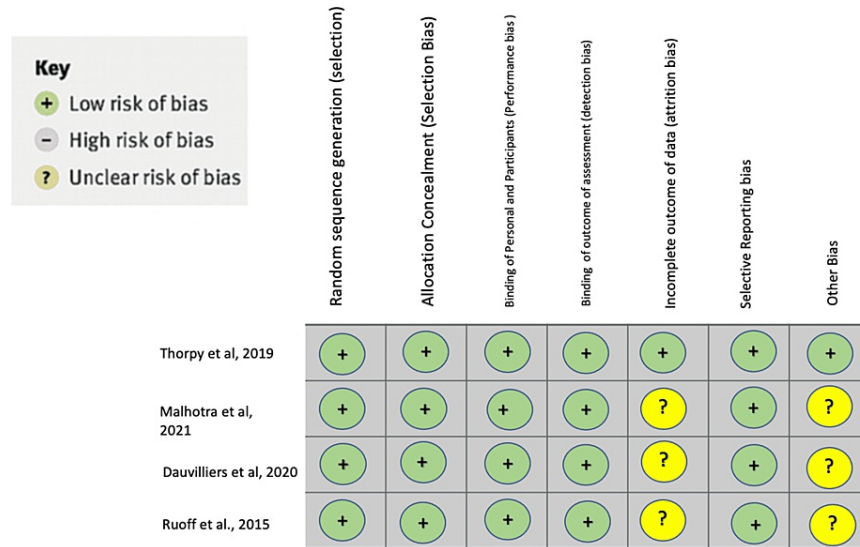 Key
+ Low risk of bias
− High risk of bias
? Unclear risk of bias
Random sequence generation (selection)
Allocation Concealment (Selection Bias)
Binding of Personal and Participants (Performance bias )
Binding of outcome of assessment (detection bias)
Incomplete outcome of data (attrition bias)
Selective Reporting bias
Other Bias
Thorpy et al, 2019
+ + + + + + +
Malhotra et al,
2021
+ + + + ? + ?
Dauvilliers et al, 2020
+ + + + ? + ?
Ruoff et al., 2015
+ + + + ? + ?